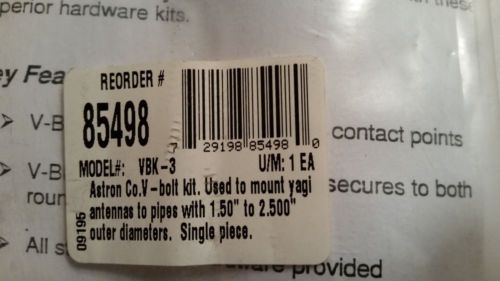 perior hardware kits.
these
ey Fea
REORDER #
85498
7 29198 85498 0
V-B
contact points
MODEL#: VBK-3 U/M: 1 EA
V-B
roun
secures to both
Astron Co.V-bolt kit. Used to mount yagi
antennas to pipes with 1.50" to 2.500"
outer diameters. Single piece.
09195
All s
provided